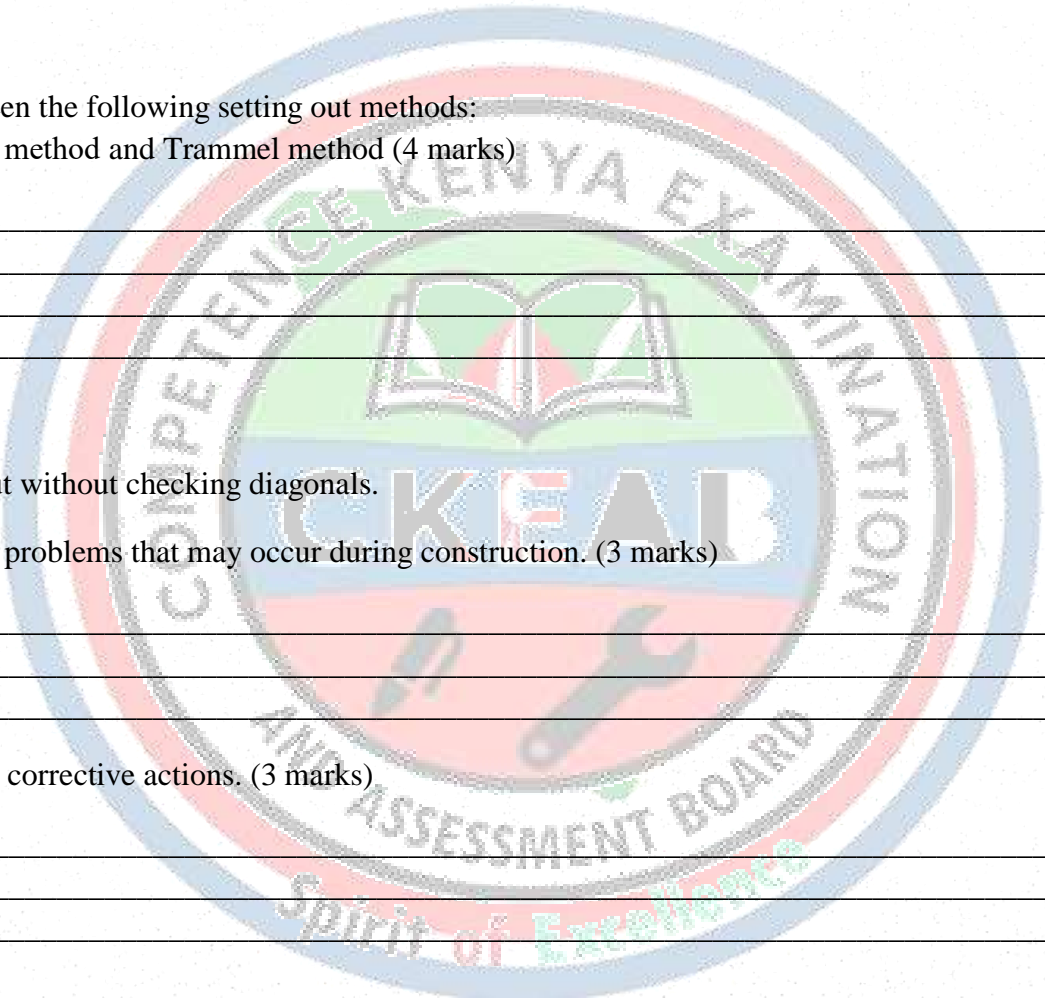 en the following setting out methods:
method and Trammel method (4 marks)
COMPETENCE KENYA EXAMINATION
CKEAB
t without checking diagonals.
problems that may occur during construction. (3 marks)
corrective actions. (3 marks)
AND ASSESSMENT BOARD
Spirit of Excellence